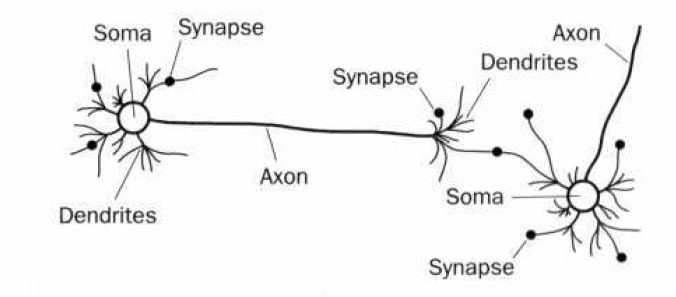 Soma
Synapse
Axon
Dendrites
Synapse
Axon
Soma
Dendrites
Synapse